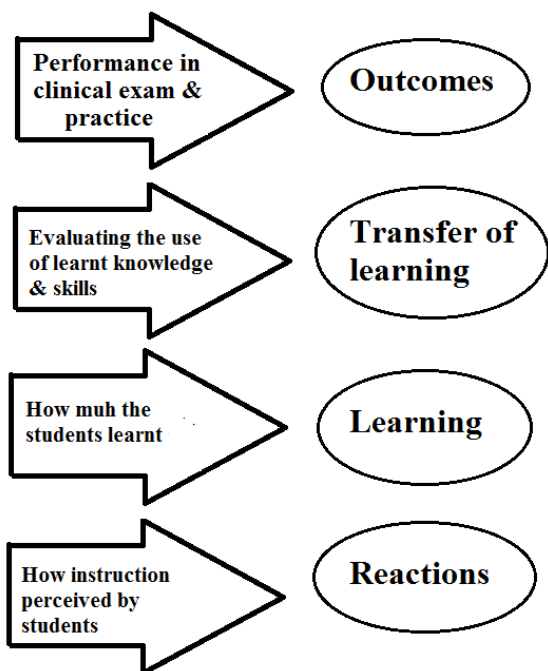 Performance in
clinical exam &
practice
Outcomes
Evaluating the use
of learnt knowledge
& skills
Transfer of
learning
How muh the
students learnt
Learning
How instruction
perceived by
students
Reactions